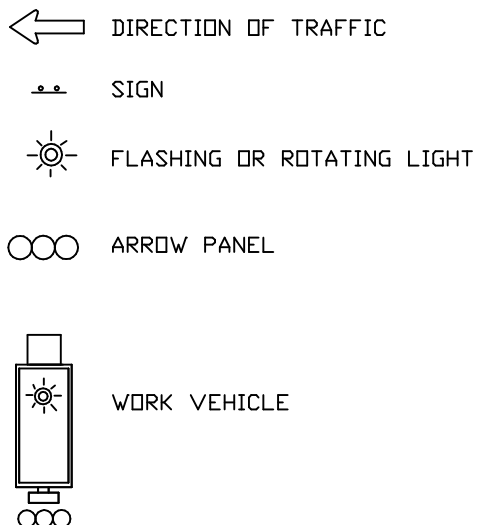 DIRECTION OF TRAFFIC
SIGN
FLASHING OR ROTATING LIGHT
ARROW PANEL
WORK VEHICLE